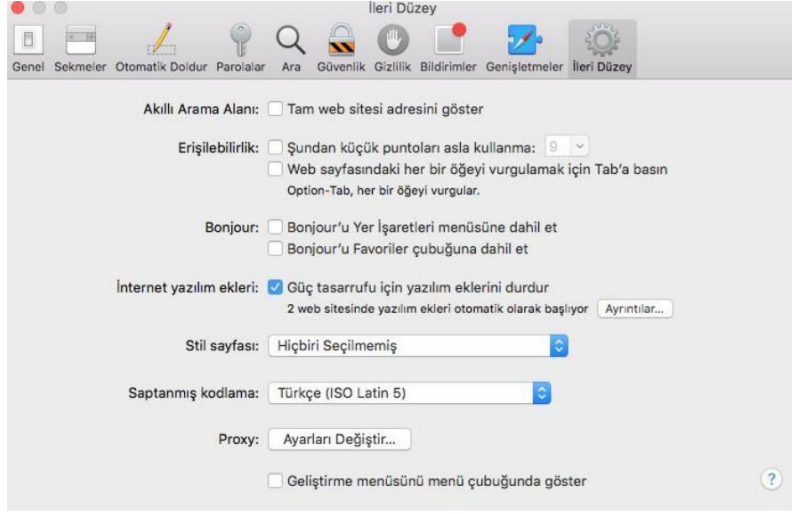 İleri Düzey
Genel Sekmeler Otomatik Doldur Parolalar Ara Güvenlik Gizlilik Bildirimler Genişletmeler İleri Düzey
Akıllı Arama Alanı: Tam web sitesi adresini göster
Erişilebilirlik: Şundan küçük puntoları asla kullanma: 9
Web sayfasındaki her bir öğeyi vurgulamak için Tab'a basın
Option-Tab, her bir öğeyi vurgular.
Bonjour: Bonjour'u Yer İşaretleri menüsüne dahil et
Bonjour'u Favoriler çubuğuna dahil et
İnternet yazılım ekleri: Güç tasarrufu için yazılım eklerini durdur
2 web sitesinde yazılım ekleri otomatik olarak başlıyor Ayrıntılar...
Stil sayfası: Hiçbiri Seçilmemiş
Saptanmış kodlama: Türkçe (ISO Latin 5)
Proxy: Ayarları Değiştir...
Geliştirme menüsünü menü çubuğunda göster ?